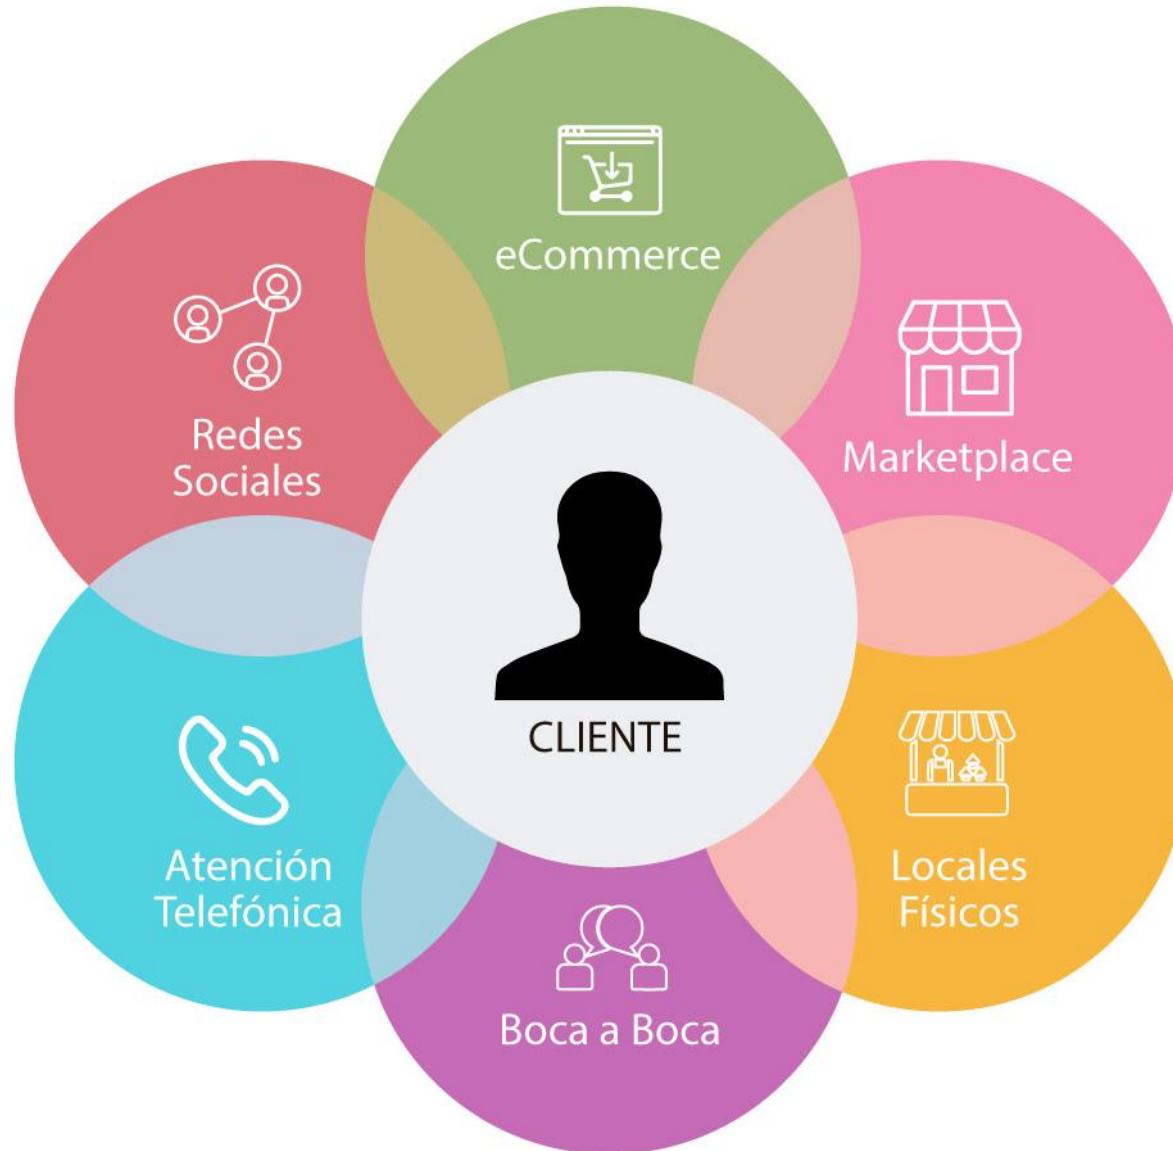 eCommerce
Marketplace
Locales
Físicos
Boca a Boca
Atención
Telefónica
Redes
Sociales
CLIENTE